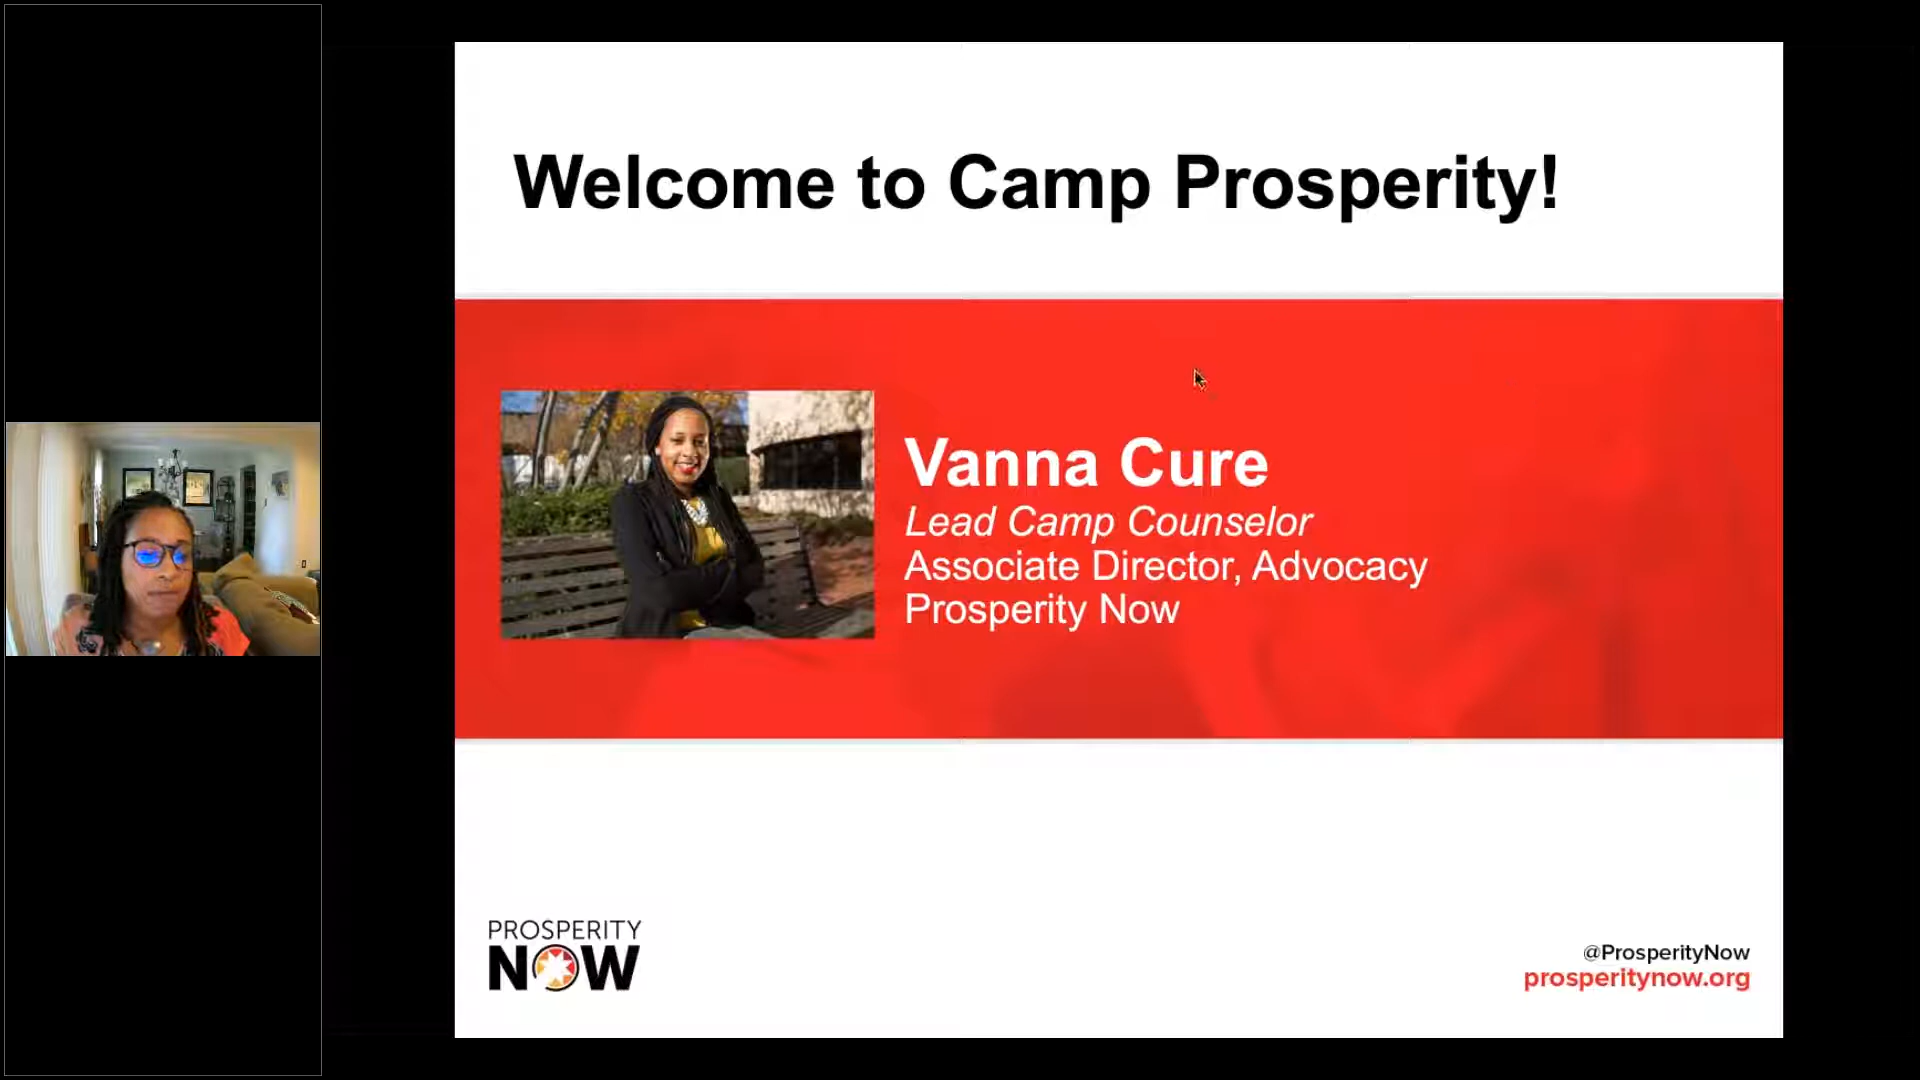 Welcome to Camp Prosperity!
Vanna Cure
Lead Camp Counselor
Associate Director, Advocacy
Prosperity Now
PROSPERITY
NOW
@ProsperityNow
prosperitynow.org